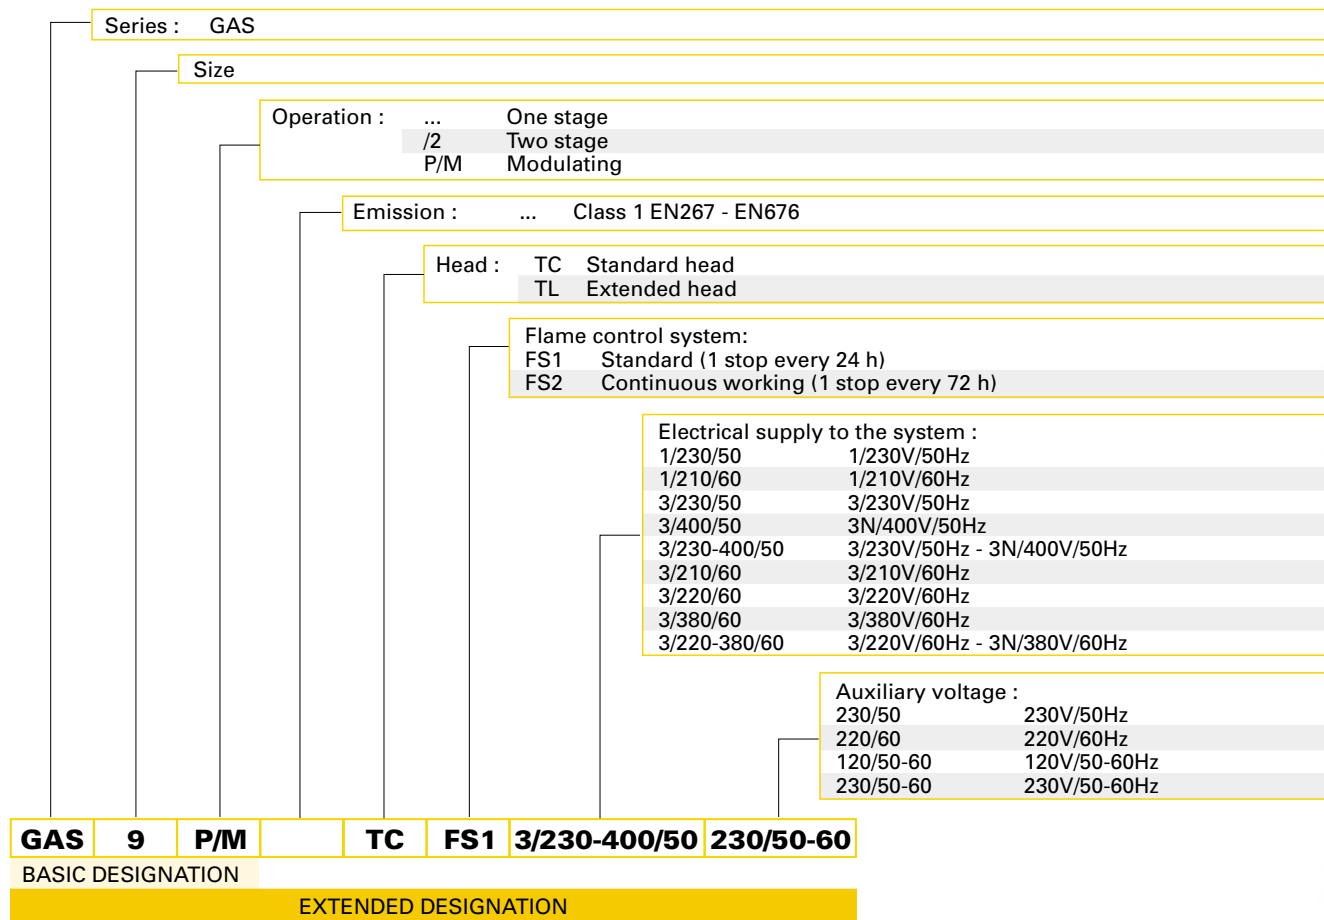 Series : GAS
Size
Operation : ... One stage
/2 Two stage
P/M Modulating
Emission : ... Class 1 EN267 - EN676
Head : TC Standard head
TL Extended head
Flame control system:
FS1 Standard (1 stop every 24 h)
FS2 Continuous working (1 stop every 72 h)
Electrical supply to the system :
1/230/50 1/230V/50Hz
1/210/60 1/210V/60Hz
3/230/50 3/230V/50Hz
3/400/50 3N/400V/50Hz
3/230-400/50 3/230V/50Hz - 3N/400V/50Hz
3/210/60 3/210V/60Hz
3/220/60 3/220V/60Hz
3/380/60 3/380V/60Hz
3/220-380/60 3/220V/60Hz - 3N/380V/60Hz
Auxiliary voltage :
230/50 230V/50Hz
220/60 220V/60Hz
120/50-60 120V/50-60Hz
230/50-60 230V/50-60Hz
GAS 9 P/M TC FS1 3/230-400/50 230/50-60
BASIC DESIGNATION
EXTENDED DESIGNATION